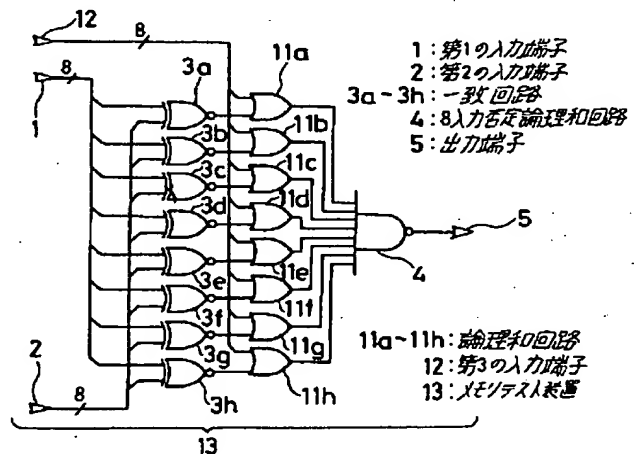 12
8
8
1
3a
3b
3c
3d
3e
3f
3g
3h
11a
11b
11c
11d
11e
11f
11g
11h
4
5
2
8
13
1:第1の入力端子
2:第2の入力端子
3a~3h:一致回路
4:8入力否定論理和回路
5:出力端子
11a~11h:論理和回路
12:第3の入力端子
13:メモリテスト装置